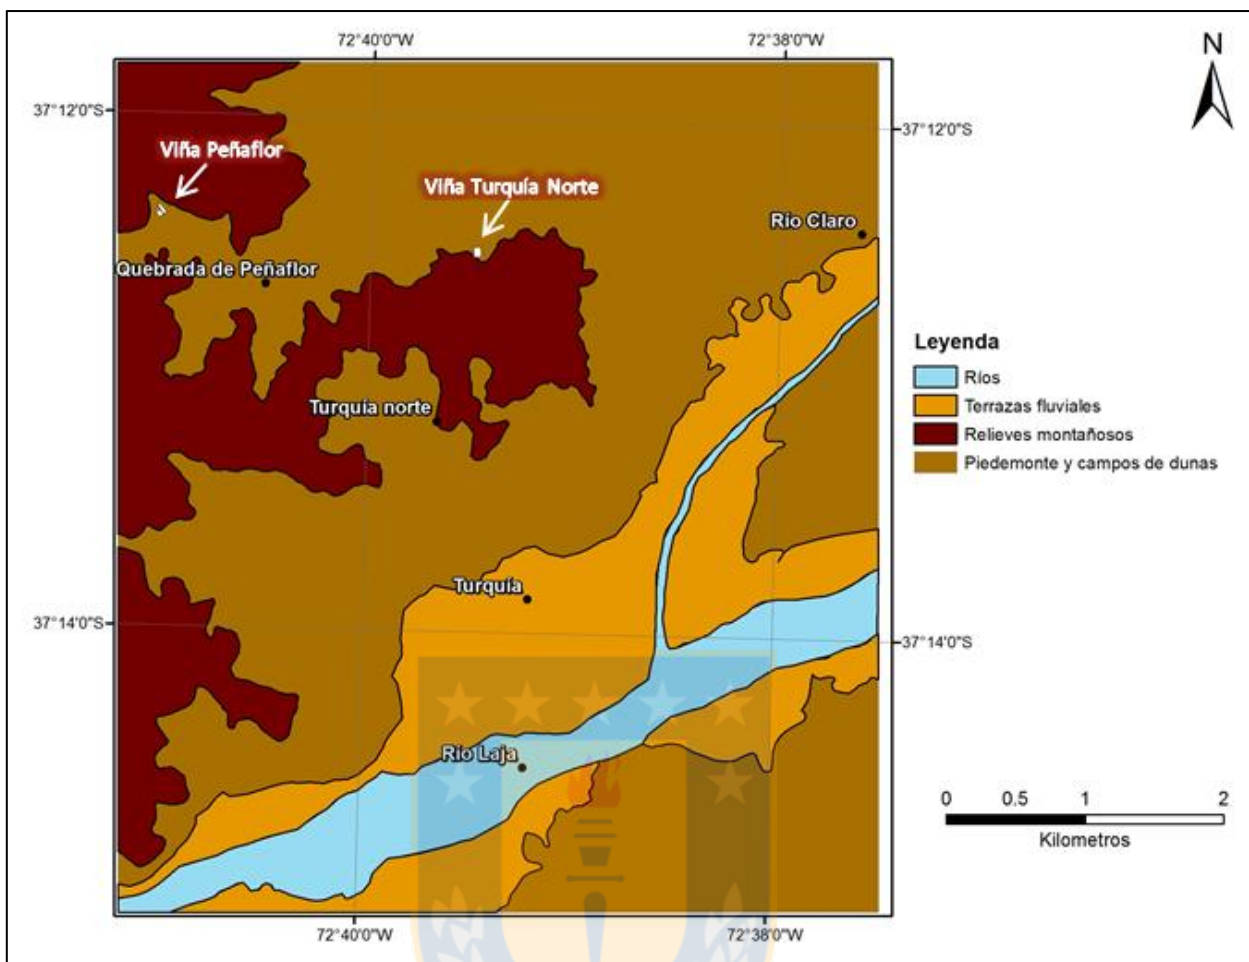 N
72°40'0"W
72°38'0"W
37°12'0"S
37°12'0"S
Viña Peñaflor
Viña Turquía Norte
Río Claro
Quebrada de Peñaflor
Leyenda
Ríos
Terrazas fluviales
Relieves montañosos
Piedemonte y campos de dunas
Turquía norte
Turquía
37°14'0"S
37°14'0"S
Río Laja
0 0.5 1 2
Kilometros
72°40'0"W
72°38'0"W